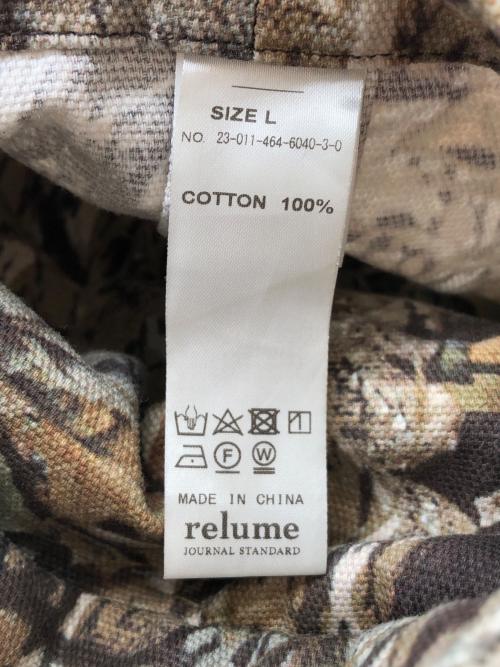 SIZE L
NO. 23-011-464-6040-3-0
COTTON 100%
F W
MADE IN CHINA
relume
JOURNAL STANDARD